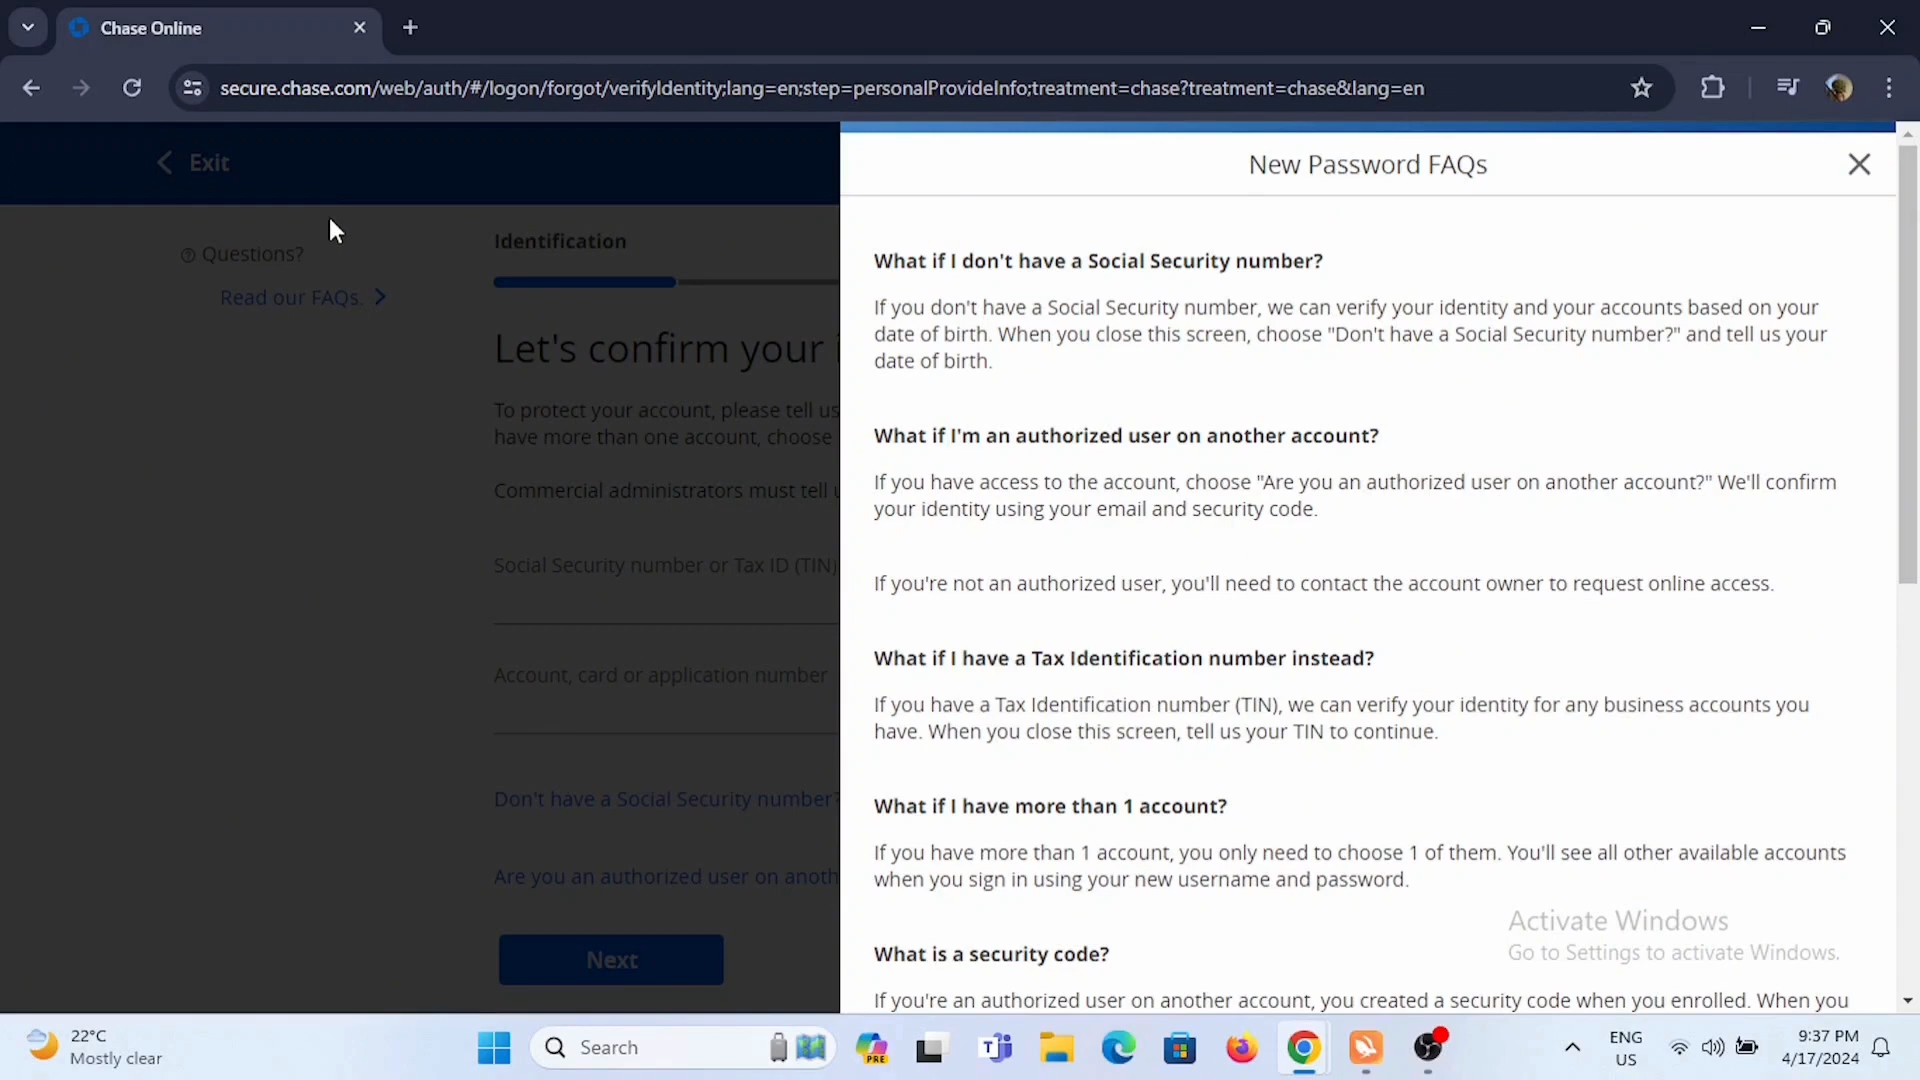 Chase Online
secure.chase.com/web/auth/#/logon/forgot/verifyIdentity;lang=en;step=personalProvideInfo;treatment=chase?treatment=chase&lang=en
Exit
Questions?
Read our FAQs.
Identification
Let's confirm your i
To protect your account, please tell us
have more than one account, choose
Commercial administrators must tell u
Social Security number or Tax ID (TIN)
Account, card or application number
Don't have a Social Security number?
Are you an authorized user on anoth
Next
New Password FAQs
What if I don't have a Social Security number?
If you don't have a Social Security number, we can verify your identity and your accounts based on your
date of birth. When you close this screen, choose "Don't have a Social Security number?" and tell us your
date of birth.
What if I'm an authorized user on another account?
If you have access to the account, choose "Are you an authorized user on another account?" We'll confirm
your identity using your email and security code.
If you're not an authorized user, you'll need to contact the account owner to request online access.
What if I have a Tax Identification number instead?
If you have a Tax Identification number (TIN), we can verify your identity for any business accounts you
have. When you close this screen, tell us your TIN to continue.
What if I have more than 1 account?
If you have more than 1 account, you only need to choose 1 of them. You'll see all other available accounts
when you sign in using your new username and password.
What is a security code?
If you're an authorized user on another account, you created a security code when you enrolled. When you
Activate Windows
Go to Settings to activate Windows.
22°C
Mostly clear
Search
PRE
ENG
US
9:37 PM
4/17/2024